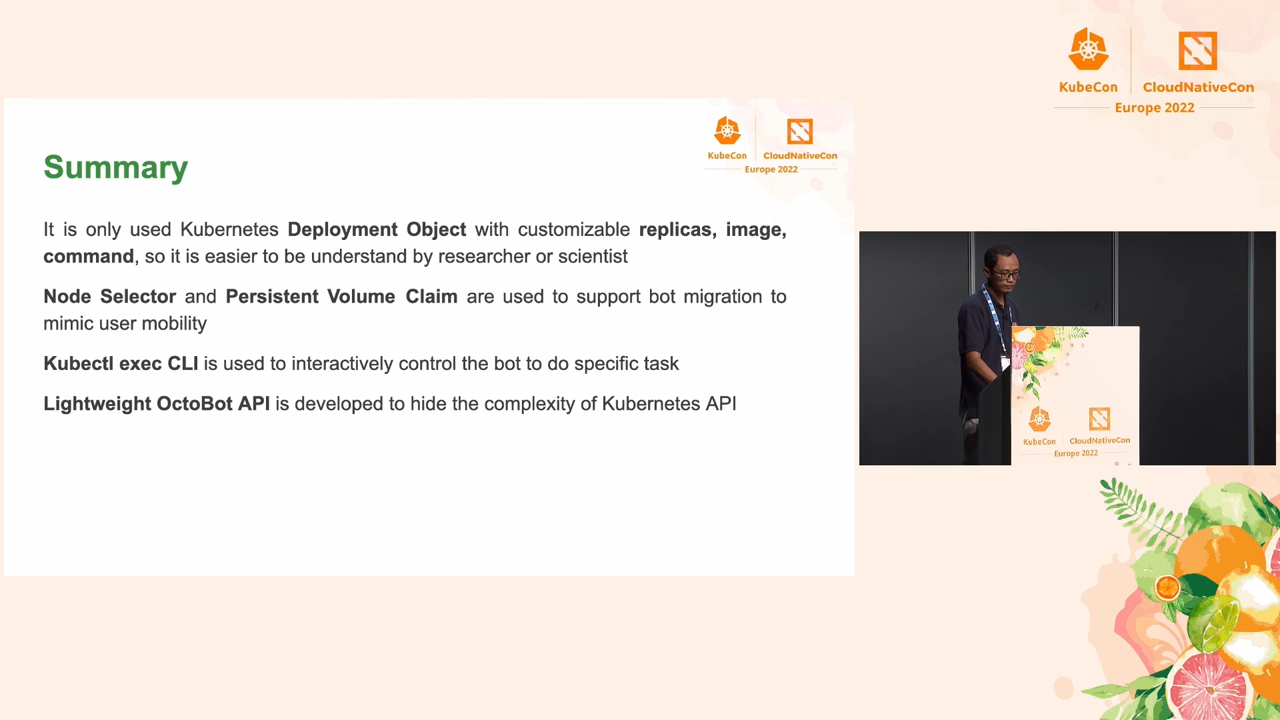 KubeCon
CloudNativeCon
Europe 2022
KubeCon
CloudNativeCon
Europe 2022
Summary
It is only used Kubernetes Deployment Object with customizable replicas, image,
command, so it is easier to be understand by researcher or scientist
Node Selector and Persistent Volume Claim are used to support bot migration to
mimic user mobility
Kubectl exec CLI is used to interactively control the bot to do specific task
Lightweight OctoBot API is developed to hide the complexity of Kubernetes API
KubeCon
CloudNativeCon
Europe 2022